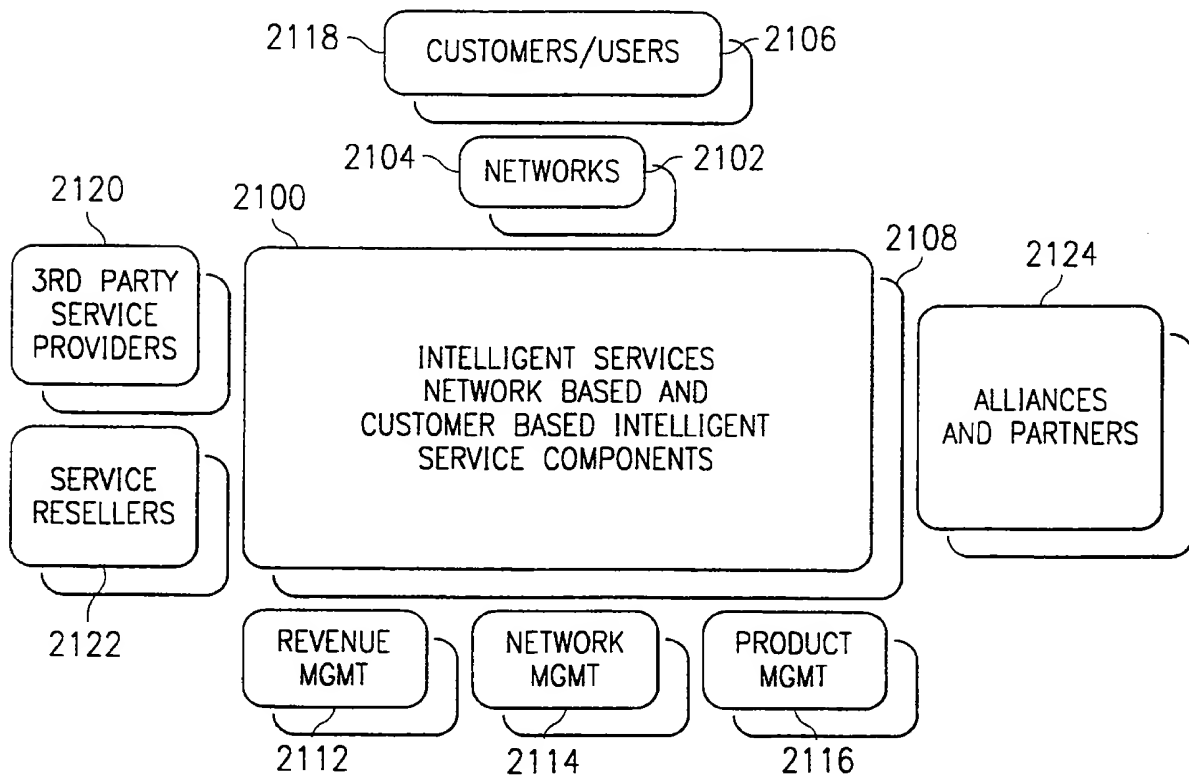 2118
CUSTOMERS/USERS
2106
2104
NETWORKS
2102
2120
2100
2108
2124
3RD PARTY
SERVICE
PROVIDERS
INTELLIGENT SERVICES
NETWORK BASED AND
CUSTOMER BASED INTELLIGENT
SERVICE COMPONENTS
ALLIANCES
AND PARTNERS
SERVICE
RESELLERS
2122
REVENUE
MGMT
NETWORK
MGMT
PRODUCT
MGMT
2112
2114
2116